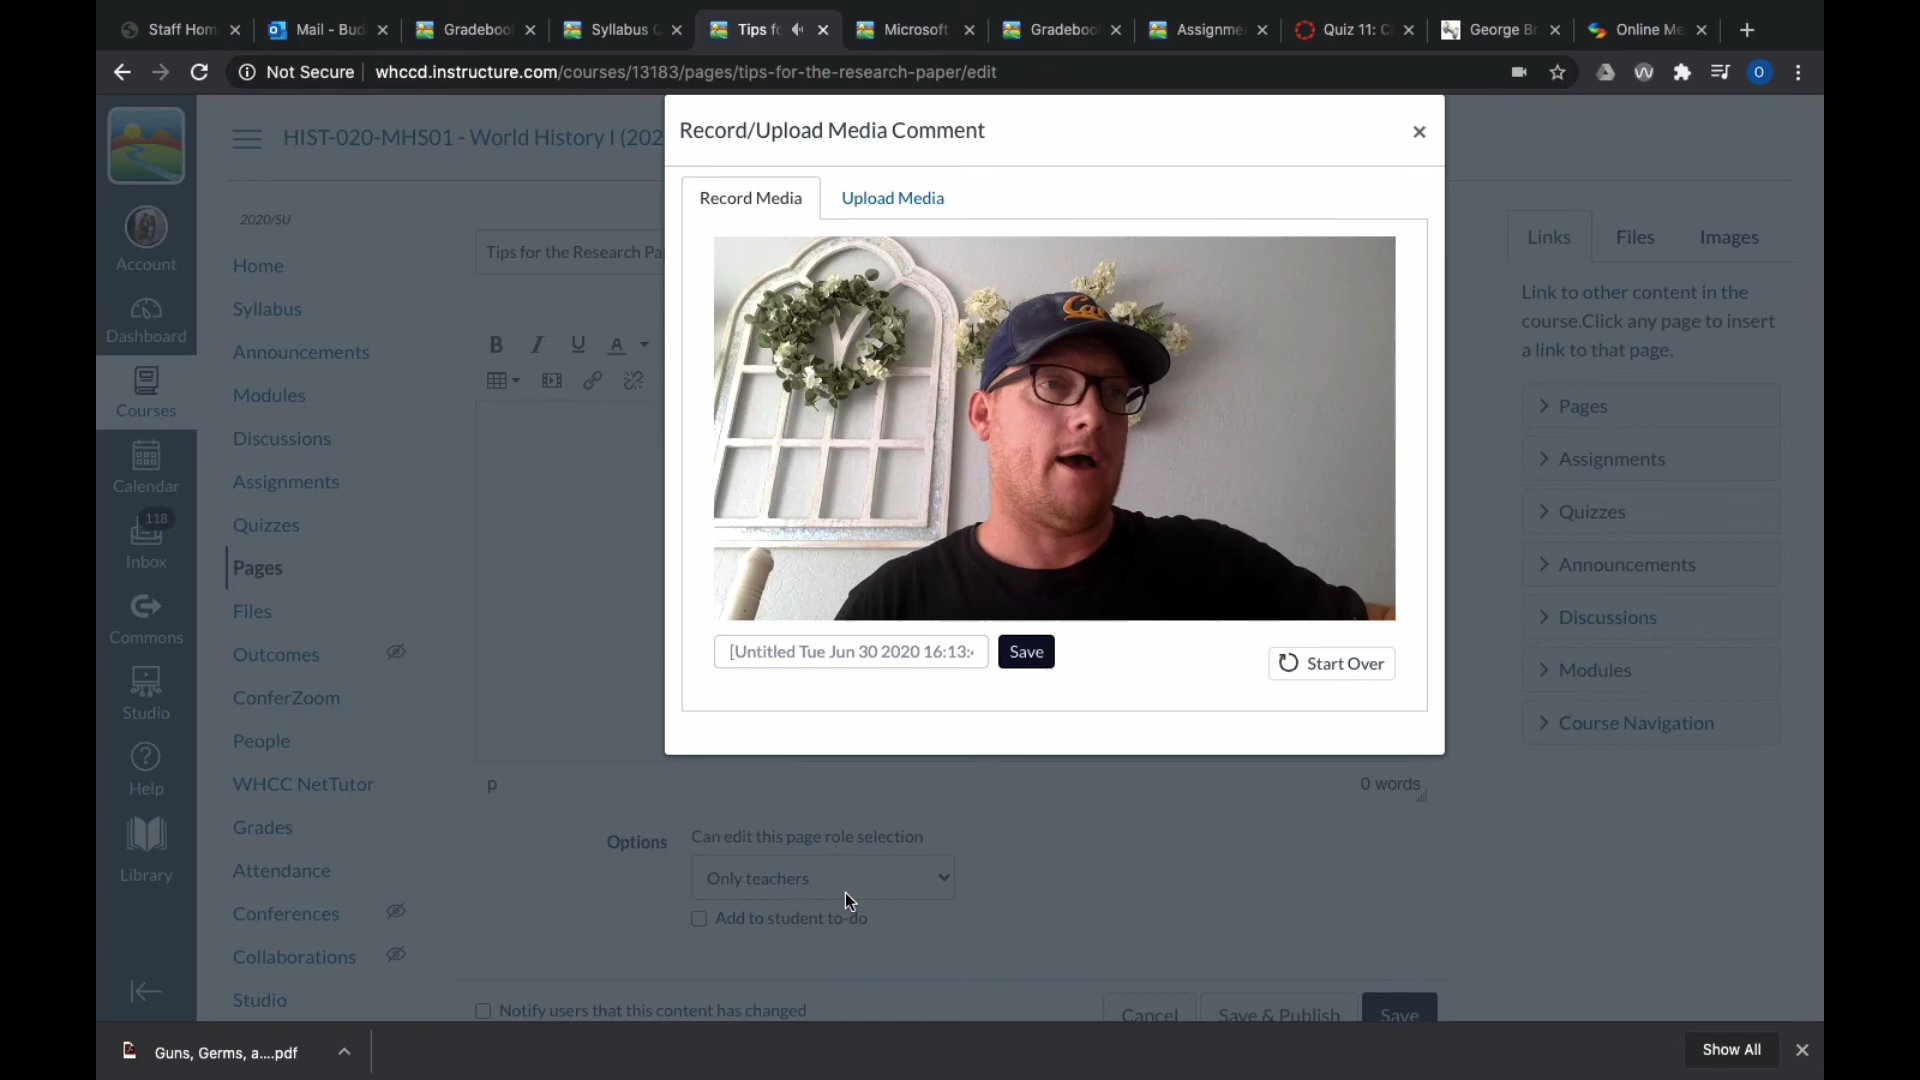 Staff Hom
Mail - Bud
Gradeboo
Syllabus C
Tips fo
Microsoft
Gradeboo
Assignme
Quiz 11: C
George Br
Online Me
Not Secure
whccd.instructure.com/courses/13183/pages/tips-for-the-research-paper/edit
O
HIST-020-MHS01 - World History I (202
Record/Upload Media Comment
Record Media
Upload Media
Cal
[Untitled Tue Jun 30 2020 16:13:
Save
Start Over
Account
Dashboard
Courses
Calendar
118
Inbox
Commons
Studio
Help
Library
2020/SU
Home
Syllabus
Announcements
Modules
Discussions
Assignments
Quizzes
Pages
Files
Outcomes
ConferZoom
People
WHCC NetTutor
Grades
Attendance
Conferences
Collaborations
Studio
Tips for the Research Pa
B I U A
p
0 words
Options
Can edit this page role selection
Only teachers
Add to student to-do
Notify users that this content has changed
Cancel
Save & Publish
Save
Links
Files
Images
Link to other content in the
course.Click any page to insert
a link to that page.
Pages
Assignments
Quizzes
Announcements
Discussions
Modules
Course Navigation
Guns, Germs, a....pdf
Show All